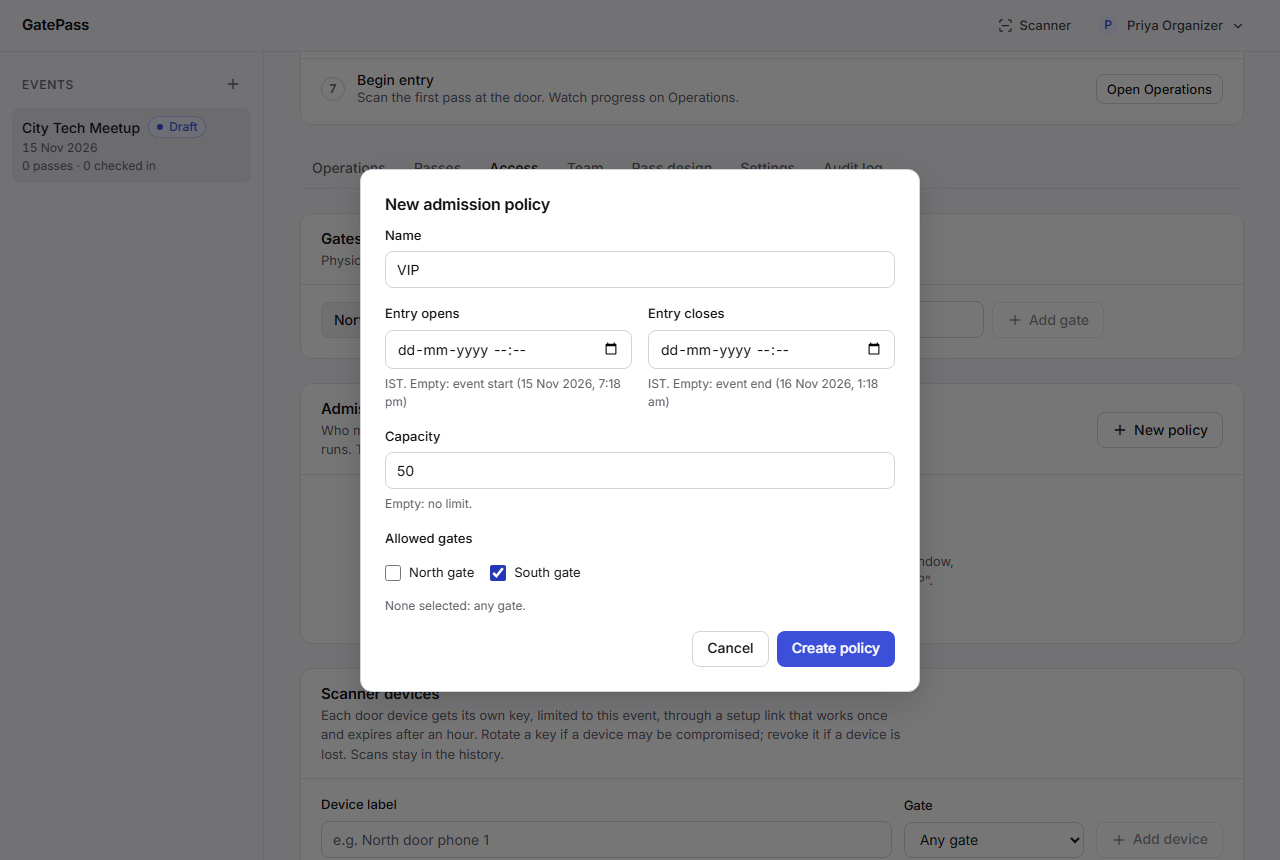 GatePass
Scanner
P
Priya Organizer
EVENTS
City Tech Meetup
Draft
15 Nov 2026
0 passes · 0 checked in
7
Begin entry
Scan the first pass at the door. Watch progress on Operations.
Open Operations
Operations Passes Access Team Pass design Settings Audit log
Gates
New admission policy
Name
VIP
Entry opens
Entry closes
dd-mm-yyyy --:--
dd-mm-yyyy --:--
IST. Empty: event start (15 Nov 2026, 7:18
pm)
IST. Empty: event end (16 Nov 2026, 1:18
am)
Capacity
50
Empty: no limit.
Allowed gates
North gate
South gate
None selected: any gate.
Cancel
Create policy
Add gate
Who
runs.
New policy
Scanner devices
Each door device gets its own key, limited to this event, through a setup link that works once
and expires after an hour. Rotate a key if a device may be compromised; revoke it if a device is
lost. Scans stay in the history.
Device label
Gate
e.g. North door phone 1
Any gate
Add device